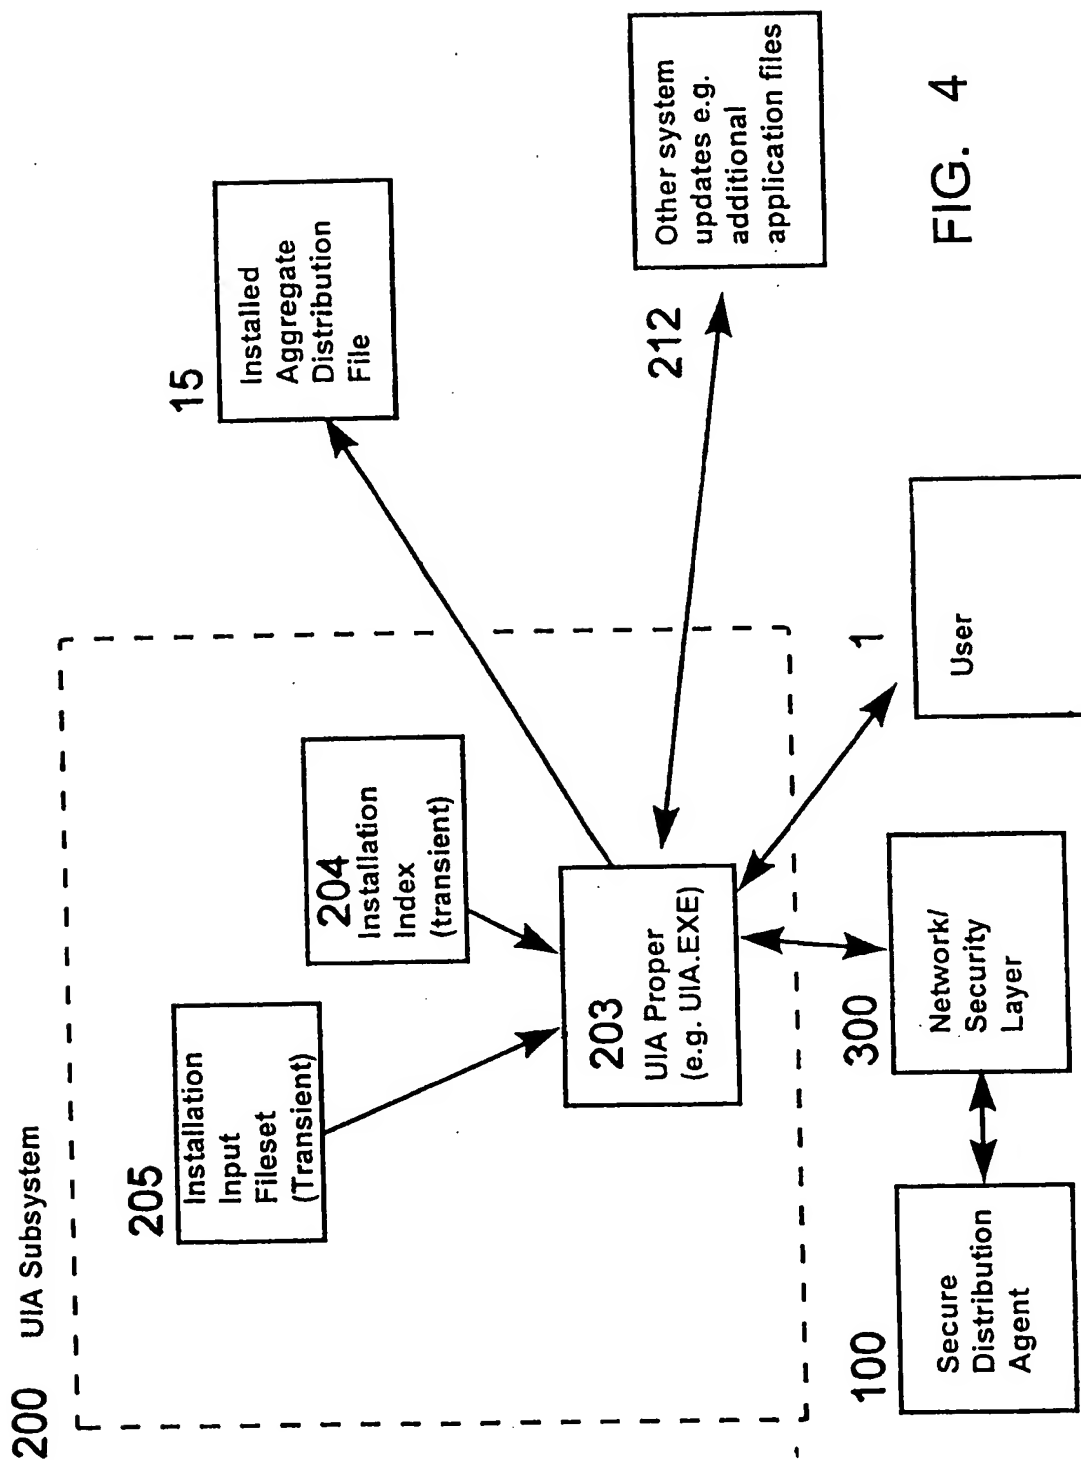 200 UIA Subsystem
205
Installation
Input
Fileset
(Transient)
204
Installation
Index
(transient)
15
Installed
Aggregate
Distribution
File
203
UIA Proper
(e.g. UIA.EXE)
212
Other system
updates e.g.
additional
application files
100
Secure
Distribution
Agent
300
Network/
Security
Layer
1
User
FIG. 4